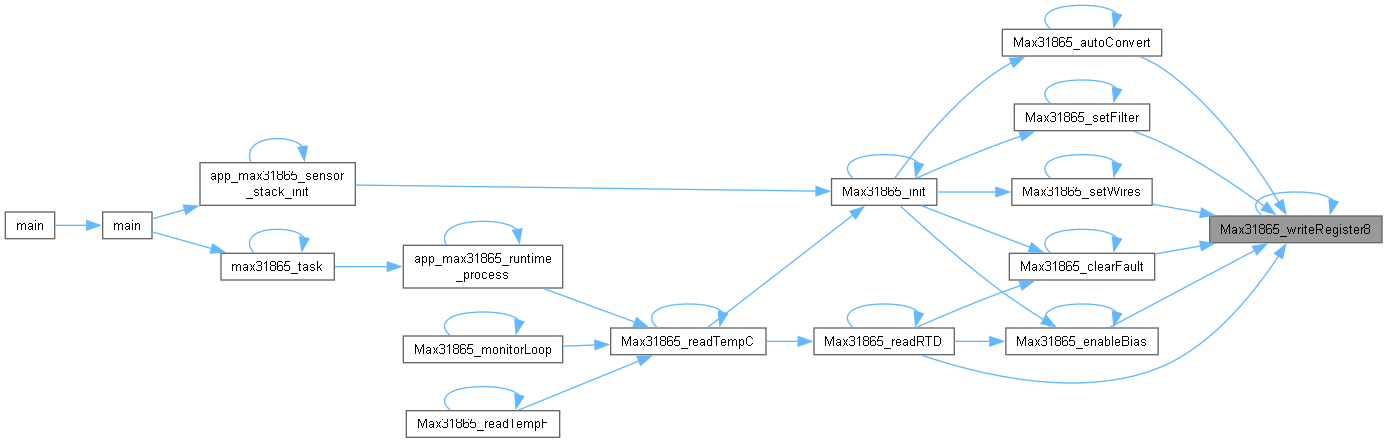 Max31865_autoConvert
Max31865_setFilter
app_max31865_sensor
_stack_init
Max31865_init
Max31865_setWires
main
main
Max31865_writeRegister8
max31865_task
app_max31865_runtime
_process
Max31865_clearFault
Max31865_monitorLoop
Max31865_readTempC
Max31865_readRTD
Max31865_enableBias
Max31865_readTempF